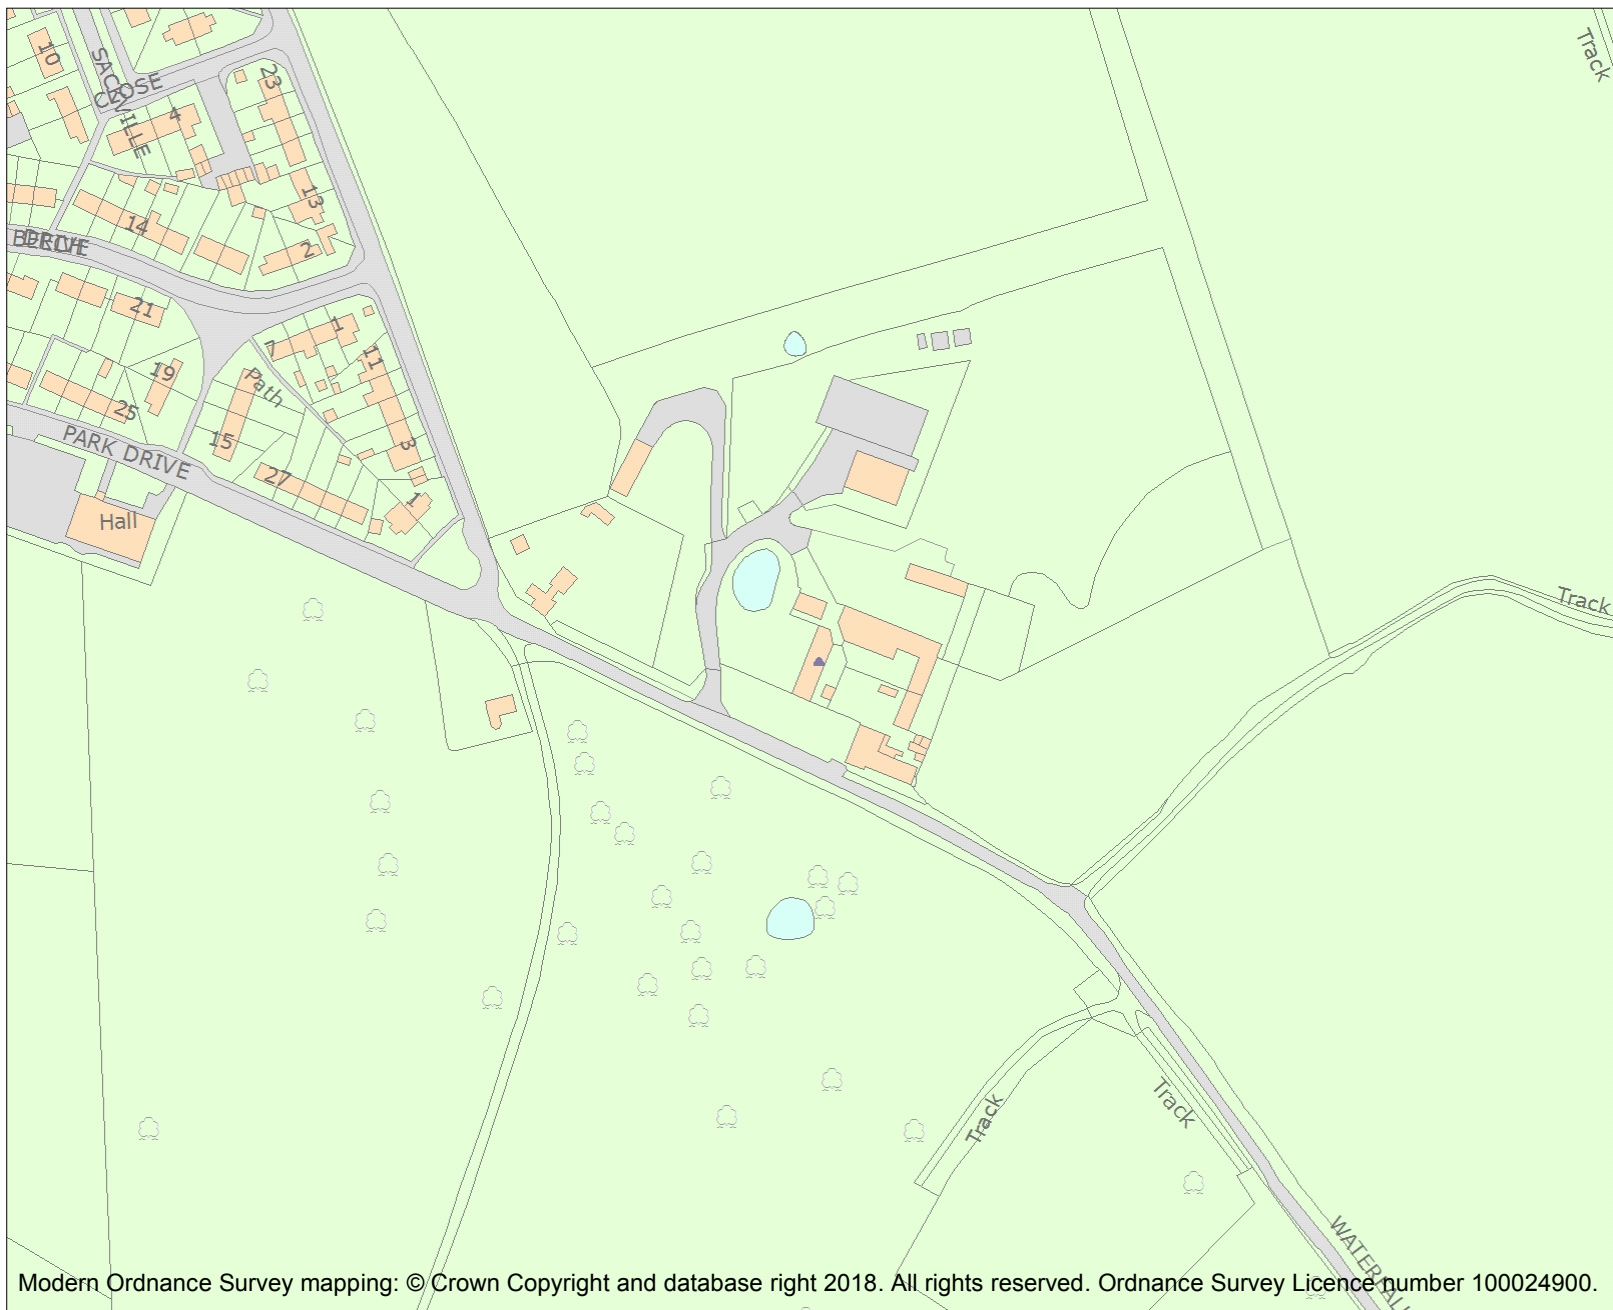 Track
10
SACKVILLE
CLOSE
23
4
13
14
2
DRIVE
21
1
7
11
19
Path
25
15
3
PARK DRIVE
27
1
Hall
Track
Track
Track
Modern Ordnance Survey mapping: © Crown Copyright and database right 2018. All rights reserved. Ordnance Survey Licence number 100024900.